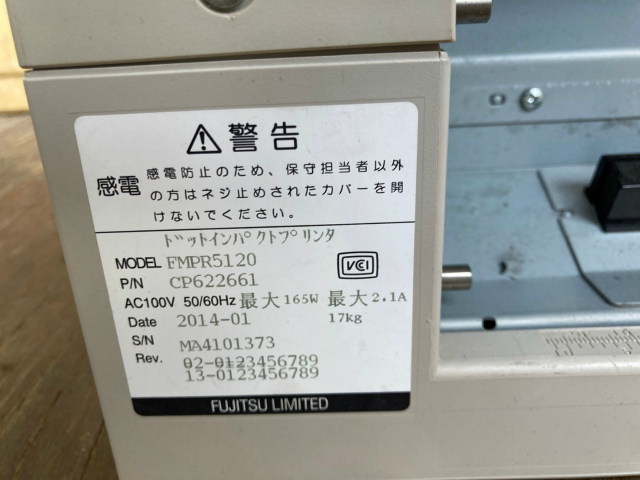 警告
感電
感電防止のため、保守担当者以外
の方はネジ止めされたカバーを開
けないでください。
ドットインパクトプリンタ
MODEL FMPR5120
P/N CP622661
VCI
AC100V 50/60Hz 最大165W 最大2.1A
Date 2014-01 17kg
S/N MA4101373
Rev. 02-0123456789
13-0123456789
FUJITSU LIMITED